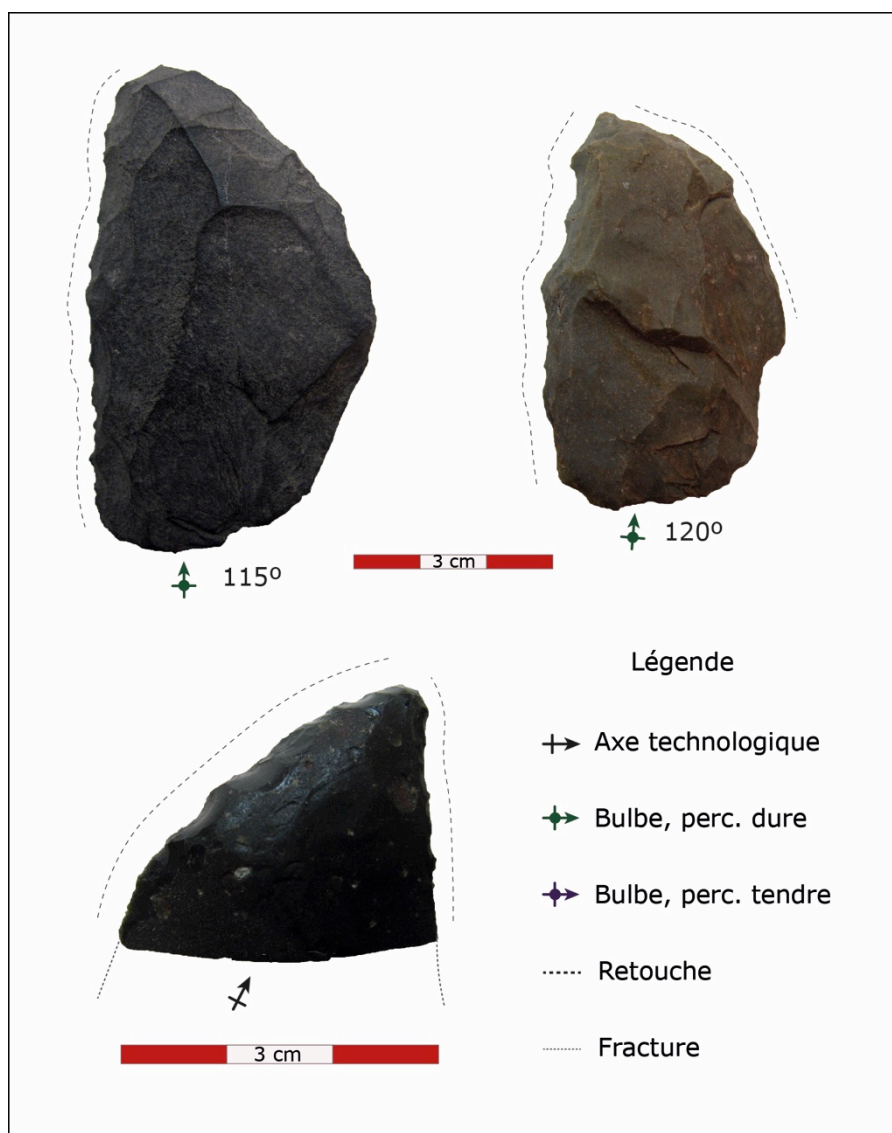 120º
3 cm
115º
Légende
Axe technologique
Bulbe, perc. dure
Bulbe, perc. tendre
Retouche
3 cm
Fracture